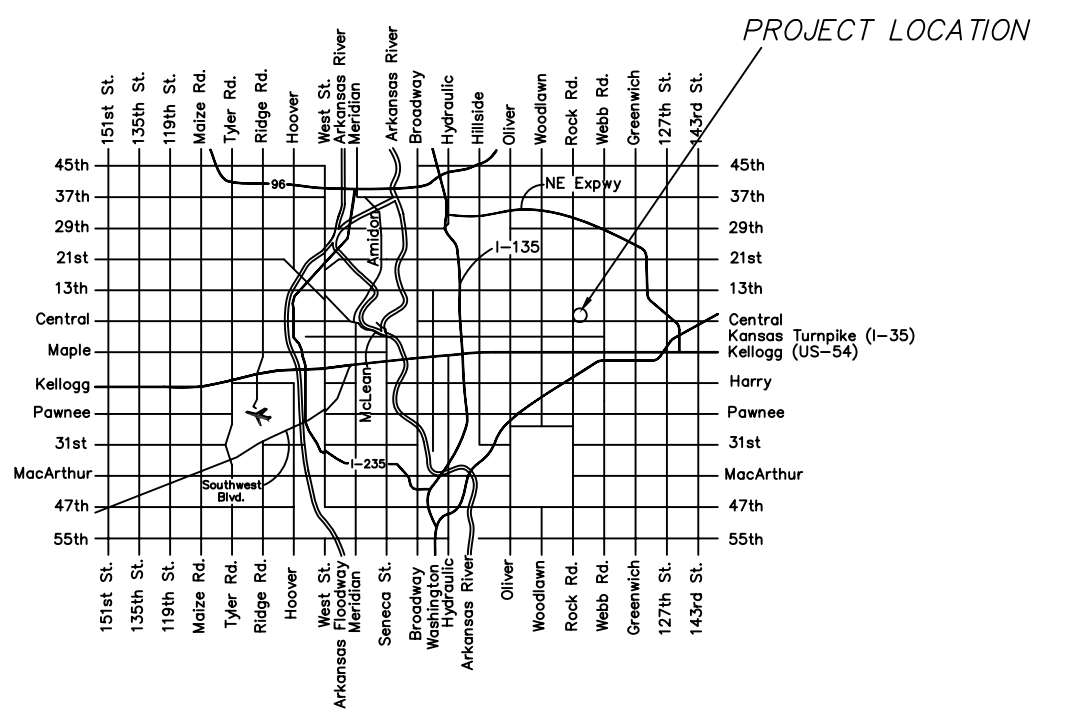 PROJECT LOCATION
151st St.
135th St.
119th St.
Maize Rd.
Tyler Rd.
Ridge Rd.
Hoover
West St.
Arkansas River
Meridian
Arkansas River
Broadway
Hydraulic
Hillside
Oliver
Woodlawn
Rock Rd.
Webb Rd.
Greenwich
127th St.
143rd St.
45th
37th
29th
21st
13th
Central
Maple
Kellogg
Pawnee
31st
MacArthur
47th
55th
96
NE Expwy
Amidon
I-135
McLean
I-235
Southwest
Blvd.
45th
37th
29th
21st
13th
Central
Kansas Turnpike (I-35)
Kellogg (US-54)
Harry
Pawnee
31st
MacArthur
47th
55th
151st St.
135th St.
119th St.
Maize Rd.
Tyler Rd.
Ridge Rd.
Hoover
West St.
Arkansas Floodway
Meridian
Seneca St.
Broadway
Washington
Hydraulic
Arkansas River
Oliver
Woodlawn
Rock Rd.
Webb Rd.
Greenwich
127th St.
143rd St.